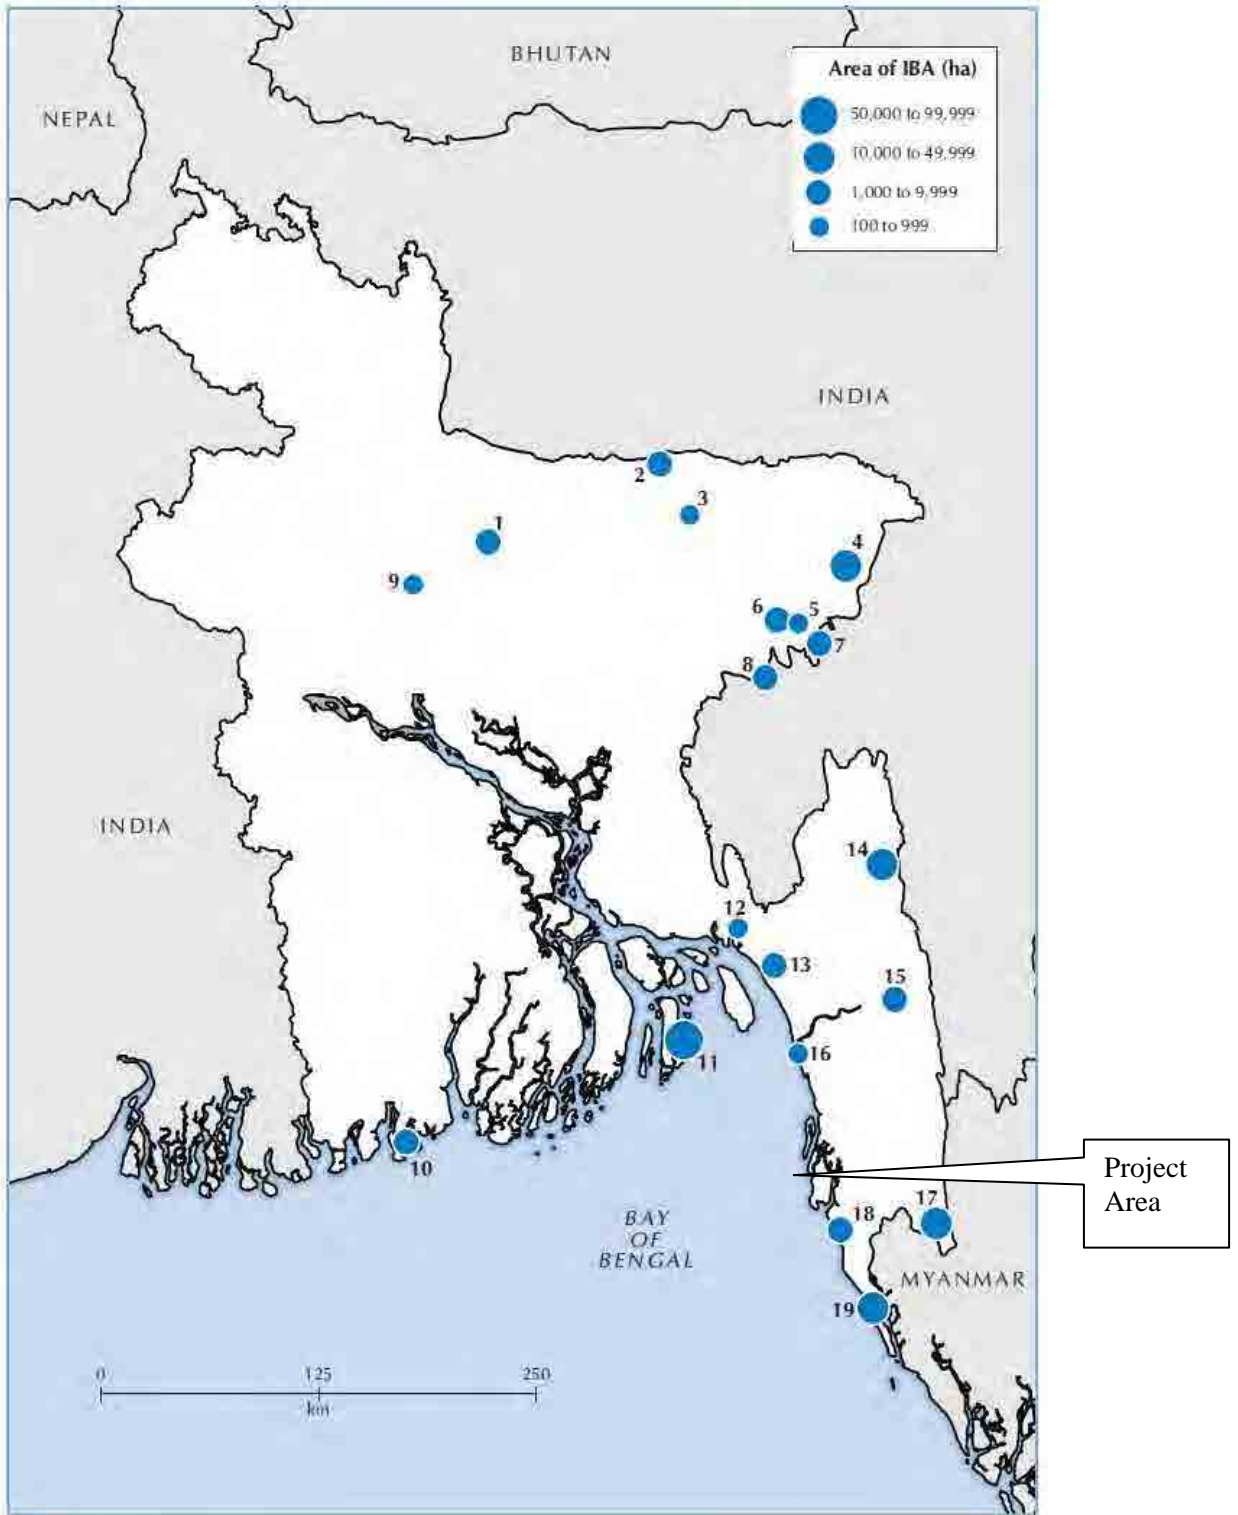 BHUTAN
NEPAL
Area of IBA (ha)
50,000 to 99,999
10,000 to 49,999
1,000 to 9,999
100 to 999
INDIA
2
3
1
4
9
6
5
7
8
INDIA
14
12
13
15
16
11
10
Project
Area
17
18
BAY
OF
BENGAL
MYANMAR
19
0
125
250
km